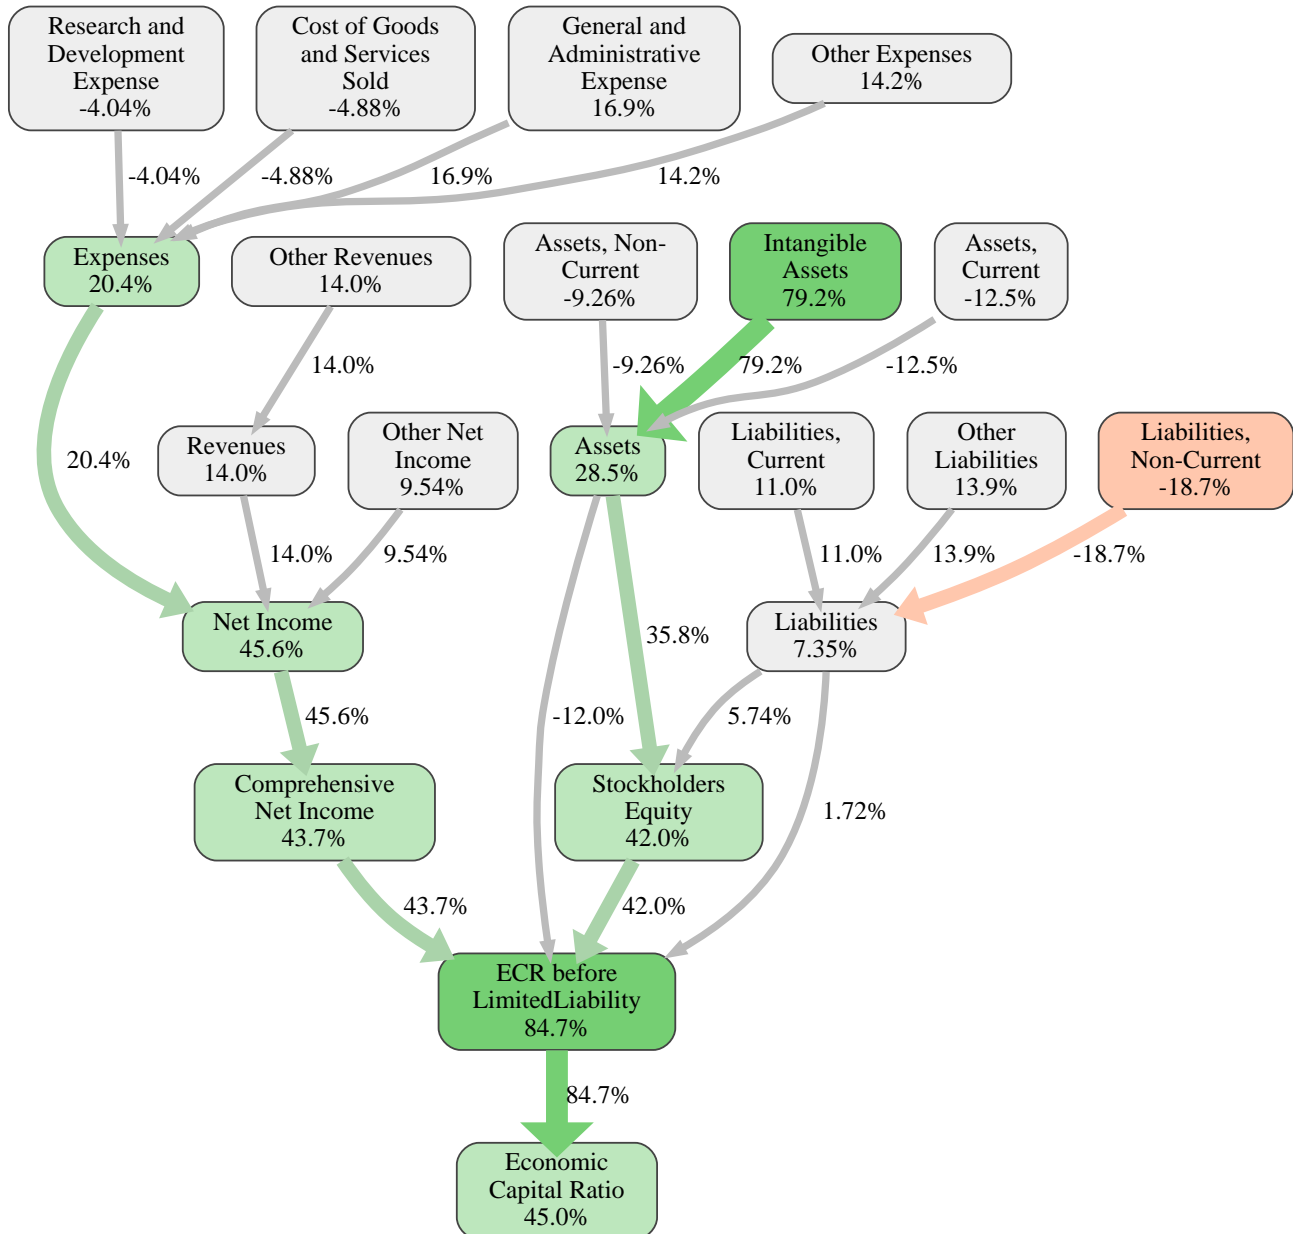 Research and
Development
Expense
-4.04%
Cost of Goods
and Services
Sold
-4.88%
General and
Administrative
Expense
16.9%
Other Expenses
14.2%
-4.04%
-4.88%
16.9%
14.2%
Expenses
20.4%
Other Revenues
14.0%
Assets, Non-
Current
-9.26%
Intangible
Assets
79.2%
Assets,
Current
-12.5%
14.0%
-9.26%
79.2%
-12.5%
20.4%
Revenues
14.0%
Other Net
Income
9.54%
Assets
28.5%
Liabilities,
Current
11.0%
Other
Liabilities
13.9%
Liabilities,
Non-Current
-18.7%
14.0%
9.54%
11.0%
13.9%
-18.7%
Net Income
45.6%
35.8%
Liabilities
7.35%
45.6%
-12.0%
5.74%
Comprehensive
Net Income
43.7%
Stockholders
Equity
42.0%
1.72%
43.7%
42.0%
ECR before
LimitedLiability
84.7%
84.7%
Economic
Capital Ratio
45.0%